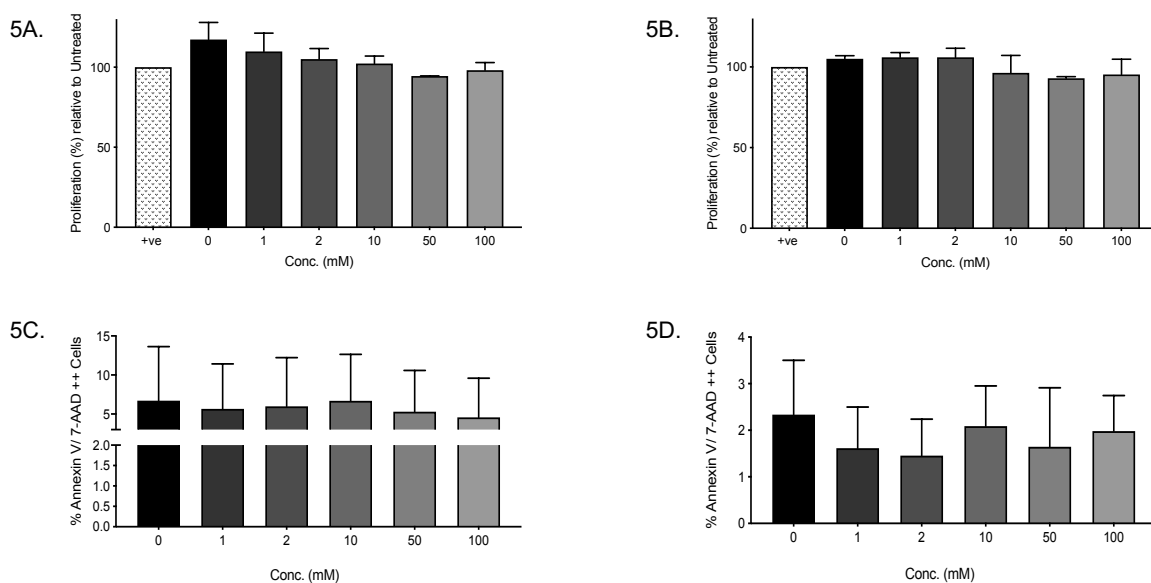 5A.
Proliferation (%) relative to Untreated
100
50
0
+ve 0 1 2 10 50 100
Conc. (mM)
5B.
Proliferation (%) relative to Untreated
100
50
0
+ve 0 1 2 10 50 100
Conc. (mM)
5C.
% Annexin V/ 7-AAD ++ Cells
15
10
5
2.0
1.5
1.0
0.5
0.0
0 1 2 10 50 100
Conc. (mM)
5D.
% Annexin V/ 7-AAD ++ Cells
4
3
2
1
0
0 1 2 10 50 100
Conc. (mM)